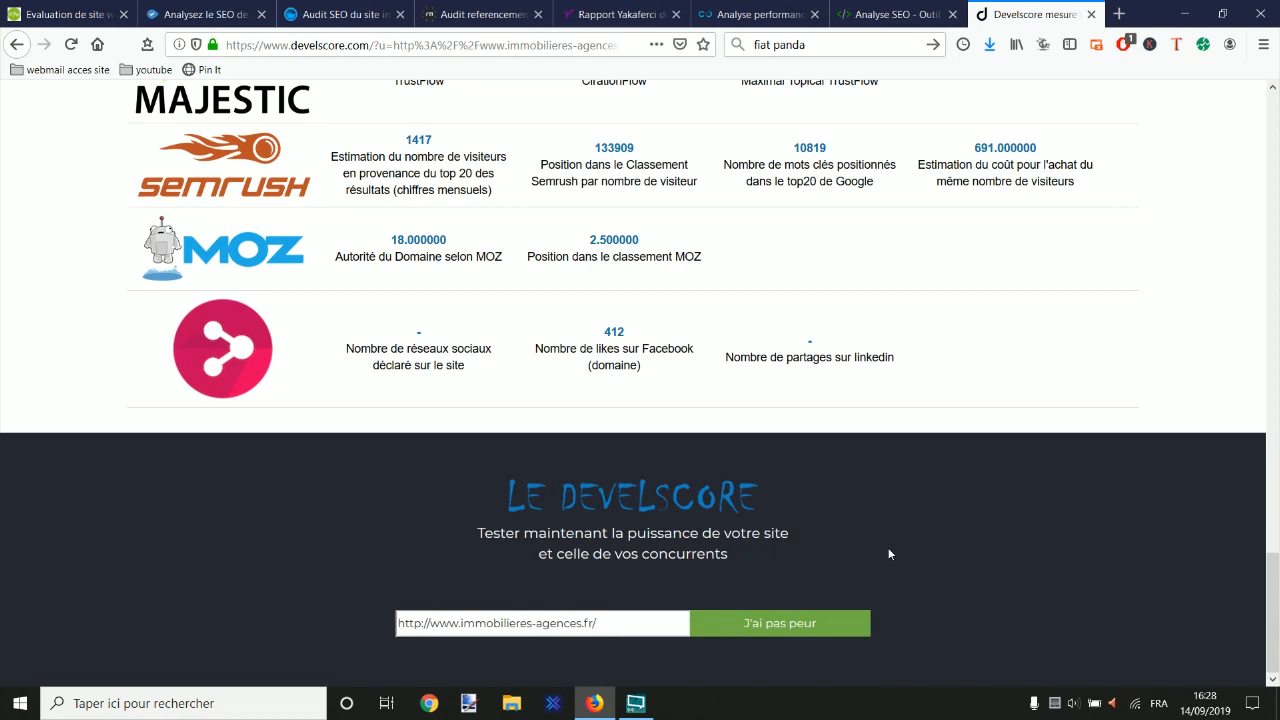 Evaluation de site w
Analysez le SEO de
Audit SEO du site in
Audit referencemen
Rapport Yakaferci d
Analyse performanc
Analyse SEO - Outil
Develscore mesure
https://www.develscore.com/?u=http%3A%2F%2Fwww.immobilieres-agences.
fiat panda
1
webmail acces site
youtube
Pin It
TrustFlow
CirationFlow
Maximal Topical TrustFlow
MAJESTIC
SEMRUSH
1417
Estimation du nombre de visiteurs
en provenance du top 20 des
résultats (chiffres mensuels)
133909
Position dans le Classement
Semrush par nombre de visiteur
10819
Nombre de mots clés positionnés
dans le top20 de Google
691.000000
Estimation du coût pour l'achat du
même nombre de visiteurs
MOZ
18.000000
Autorité du Domaine selon MOZ
2.500000
Position dans le classement MOZ
-
Nombre de réseaux sociaux
déclaré sur le site
412
Nombre de likes sur Facebook
(domaine)
-
Nombre de partages sur linkedin
LE DEVELSCORE
Tester maintenant la puissance de votre site
et celle de vos concurrents
http://www.immobilieres-agences.fr/
J'ai pas peur
Taper ici pour rechercher
FRA
16:28
14/09/2019